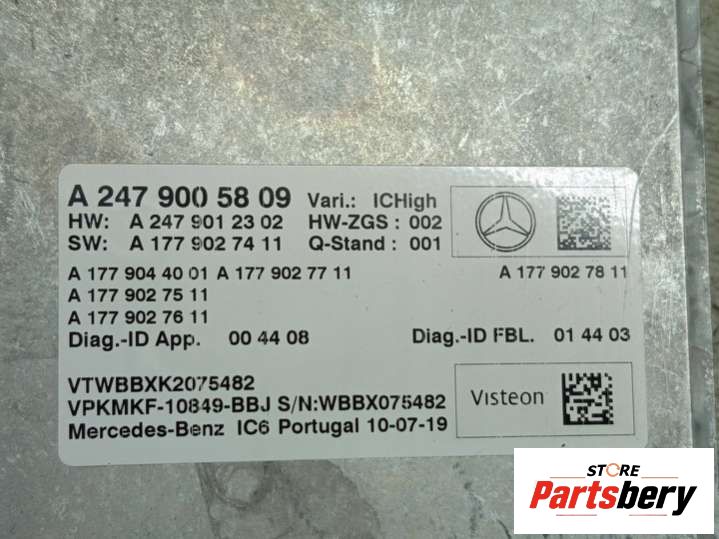 A 247 900 58 09 Vari.: ICHigh
HW: A 247 901 23 02 HW-ZGS : 002
SW: A 177 902 74 11 Q-Stand : 001
A 177 904 40 01 A 177 902 77 11 A 177 902 78 11
A 177 902 75 11
A 177 902 76 11
Diag.-ID App. 00 44 08 Diag.-ID FBL. 01 44 03
VTWBBXK2075482
VPKMKF-10849-BBJ S/N:WBBX075482
Mercedes-Benz IC6 Portugal 10-07-19
Visteon
STORE
Partsbery